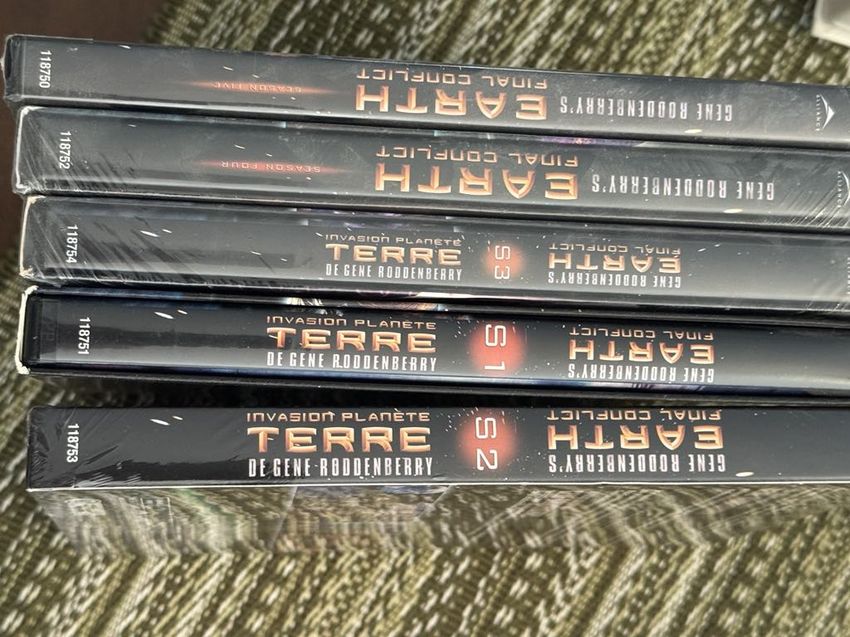 118750
SEASON FIVE
GENE RODDENBERRY'S
EARTH
FINAL CONFLICT
ALLIANCE
118752
SEASON FOUR
GENE RODDENBERRY'S
EARTH
FINAL CONFLICT
ALLIANCE
118754
INVASION PLANÈTE
TERRE
DE GENE RODDENBERRY
S3
GENE RODDENBERRY'S
EARTH
FINAL CONFLICT
118751
INVASION PLANÈTE
TERRE
DE GENE RODDENBERRY
S1
GENE RODDENBERRY'S
EARTH
FINAL CONFLICT
118753
INVASION PLANÈTE
TERRE
DE GENE RODDENBERRY
S2
GENE RODDENBERRY'S
EARTH
FINAL CONFLICT